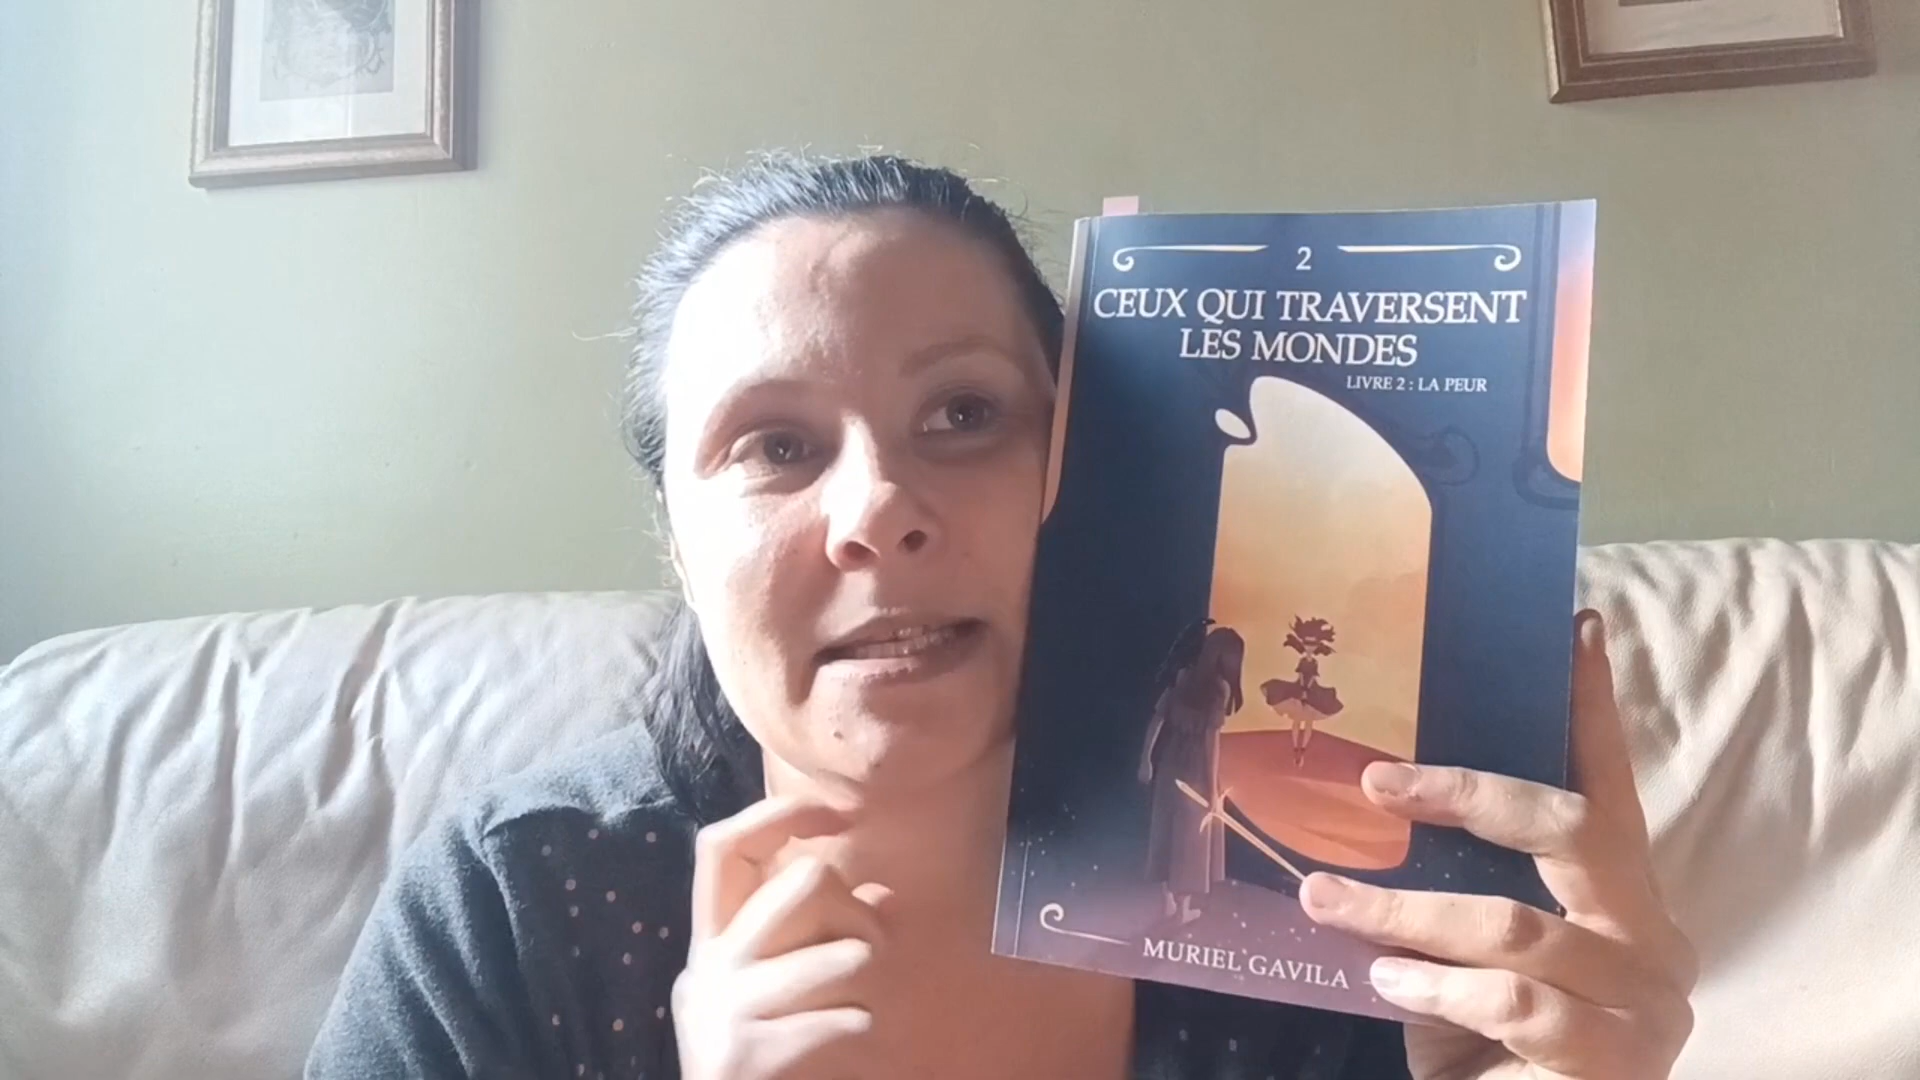 2
CEUX QUI TRAVERSENT
LES MONDES
LIVRE 2 : LA PEUR
MURIEL GAVILA